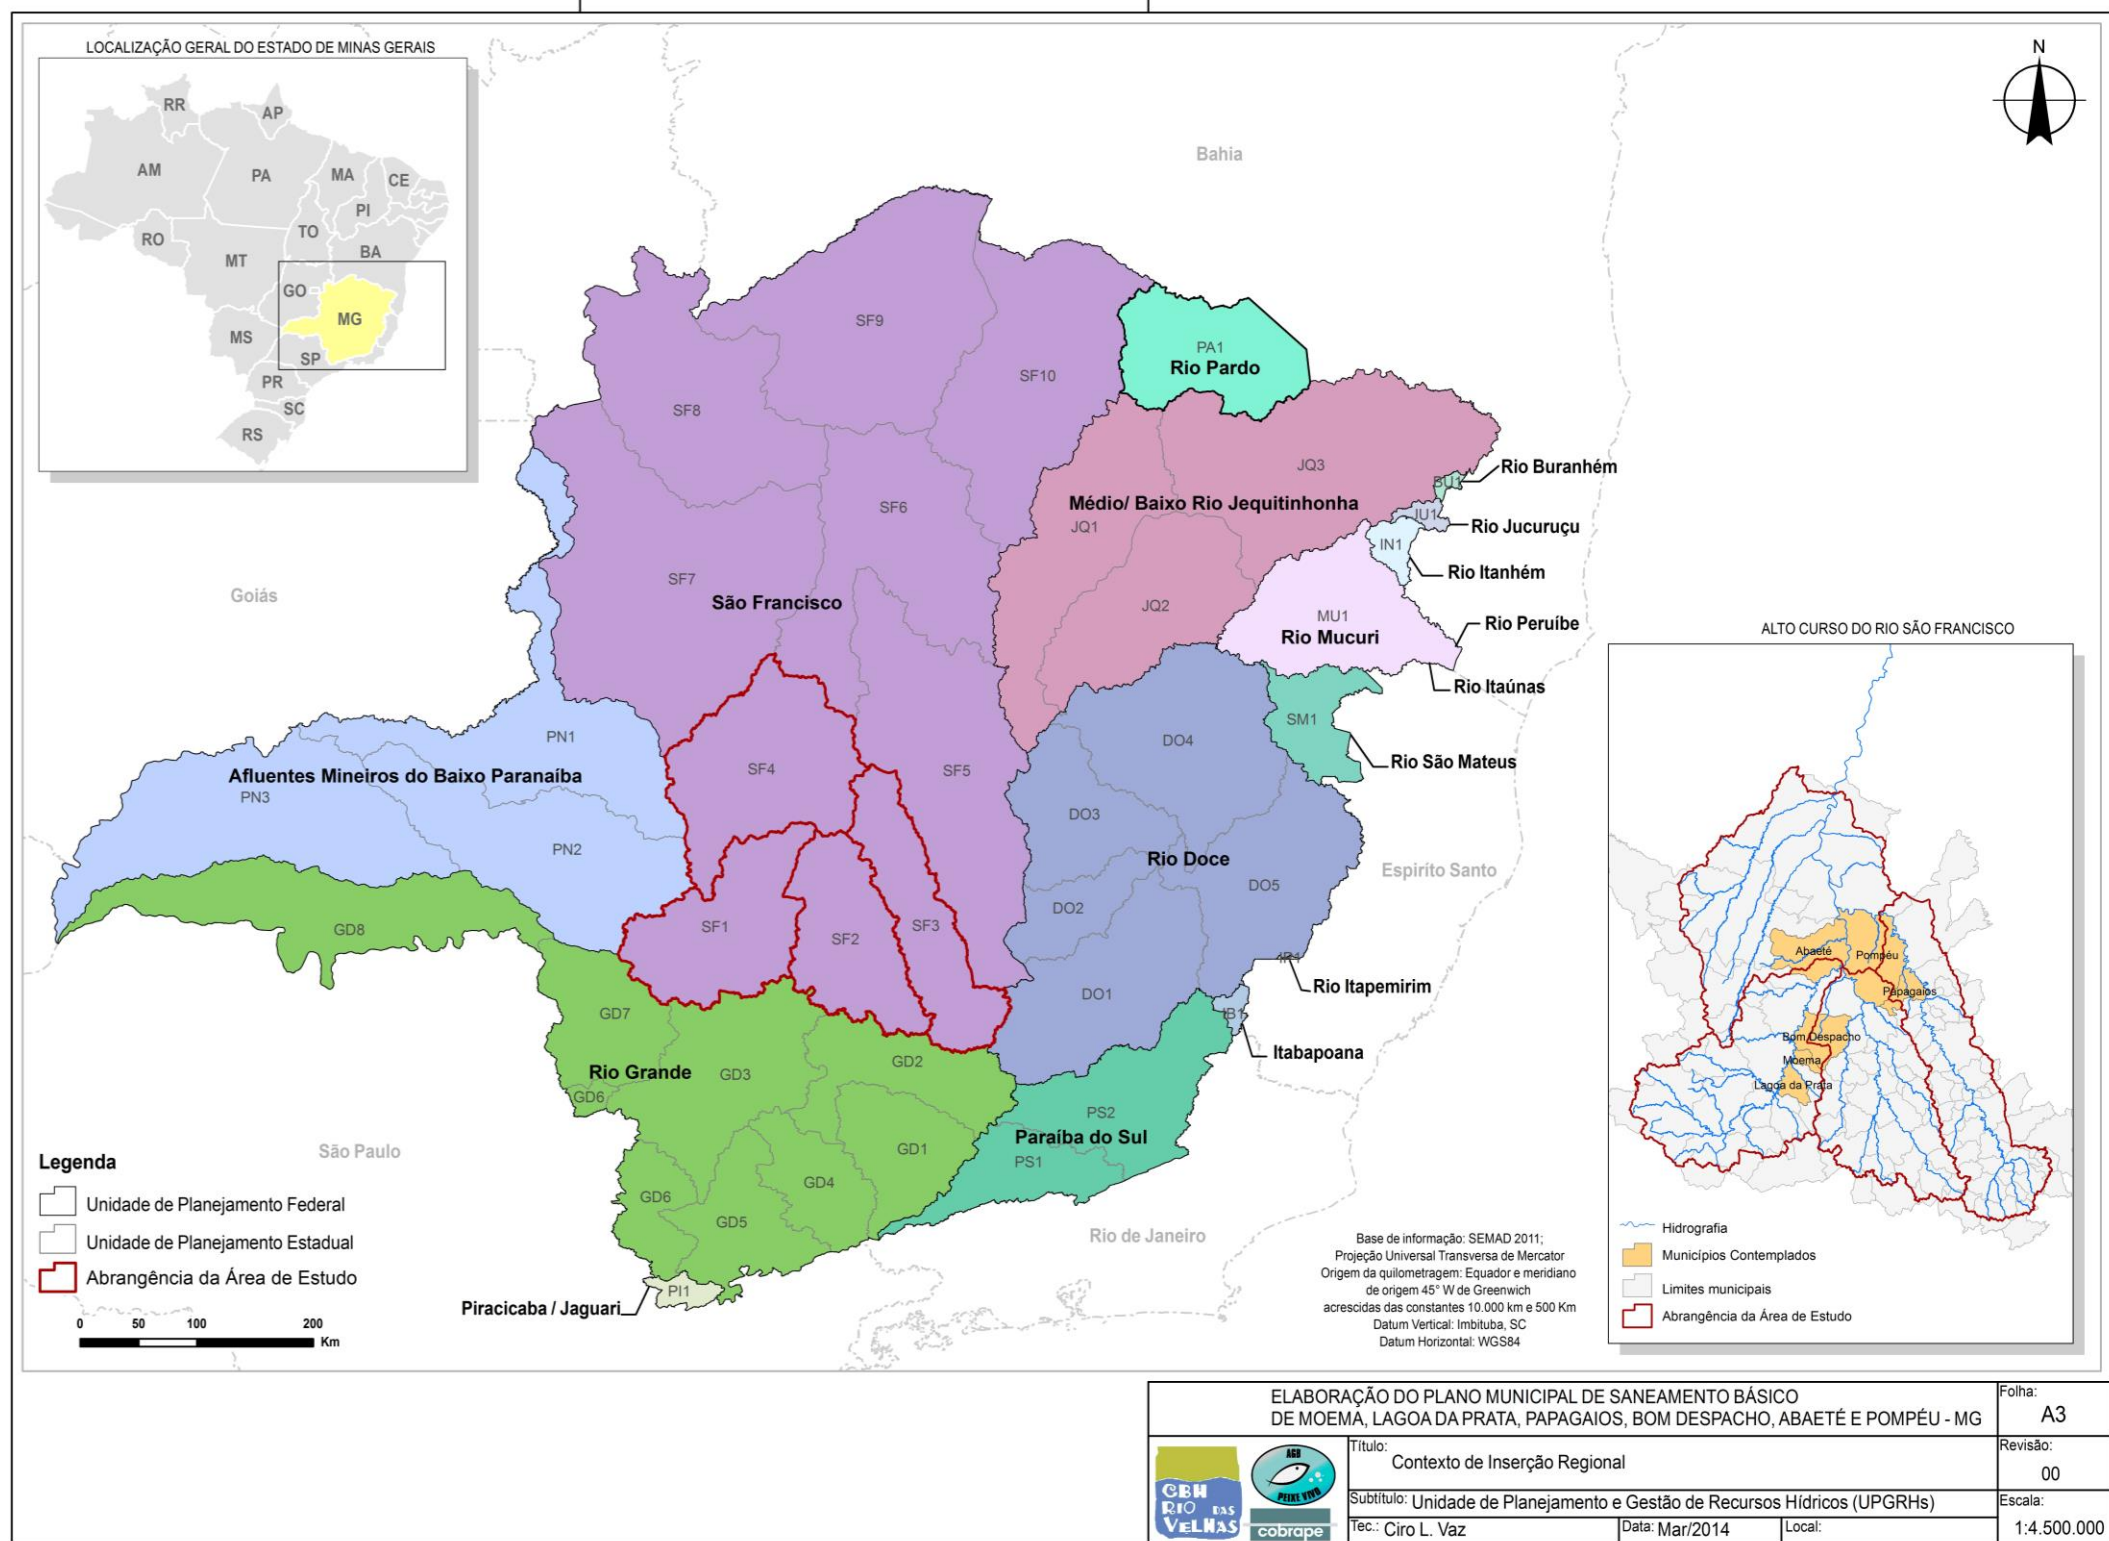 LOCALIZAÇÃO GERAL DO ESTADO DE MINAS GERAIS
RR
AP
AM
PA
MA
CE
PI
TO
RO
BA
MT
GO
MG
MS
SP
PR
SC
RS
N
Bahia
SF9
PA1
Rio Pardo
SF10
SF8
JQ3
Rio Buranhém
BU1
Médio/ Baixo Rio Jequitinhonha
SF6
JU1
Rio Jucuruçu
JQ1
IN1
Rio Itanhém
SF7
Goiás
São Francisco
JQ2
MU1
Rio Mucuri
Rio Peruíbe
Rio Itaúnas
SM1
PN1
DO4
Rio São Mateus
SF4
SF5
Afluentes Mineiros do Baixo Paranaíba
PN3
DO3
PN2
Rio Doce
Espiríto Santo
DO5
DO2
SF1
SF2
SF3
GD8
Rio Itapemirim
DO1
GD7
IB1
Itabapoana
GD2
Rio Grande
GD3
GD6
PS2
Paraíba do Sul
PS1
GD1
São Paulo
GD4
GD6
GD5
Rio de Janeiro
PI1
Piracicaba / Jaguari
Legenda
Unidade de Planejamento Federal
Unidade de Planejamento Estadual
Abrangência da Área de Estudo
0 50 100 200
Km
Base de informação: SEMAD 2011;
Projeção Universal Transversa de Mercator
Origem da quilometragem: Equador e meridiano
de origem 45° W de Greenwich
acrescidas das constantes 10.000 km e 500 Km
Datum Vertical: Imbituba, SC
Datum Horizontal: WGS84
ALTO CURSO DO RIO SÃO FRANCISCO
Abaeté
Pompéu
Papagaios
Bom Despacho
Moema
Lagoa da Prata
Hidrografia
Municípios Contemplados
Limites municipais
Abrangência da Área de Estudo
ELABORAÇÃO DO PLANO MUNICIPAL DE SANEAMENTO BÁSICO
DE MOEMA, LAGOA DA PRATA, PAPAGAIOS, BOM DESPACHO, ABAETÉ E POMPÉU - MG
Folha:
A3
CBH
RIO DAS
VELHAS
AGB
PEIXE VIVO
cobrape
Título:
Contexto de Inserção Regional
Revisão:
00
Subtítulo: Unidade de Planejamento e Gestão de Recursos Hídricos (UPGRHs)
Escala:
1:4.500.000
Tec.: Ciro L. Vaz
Data: Mar/2014
Local: